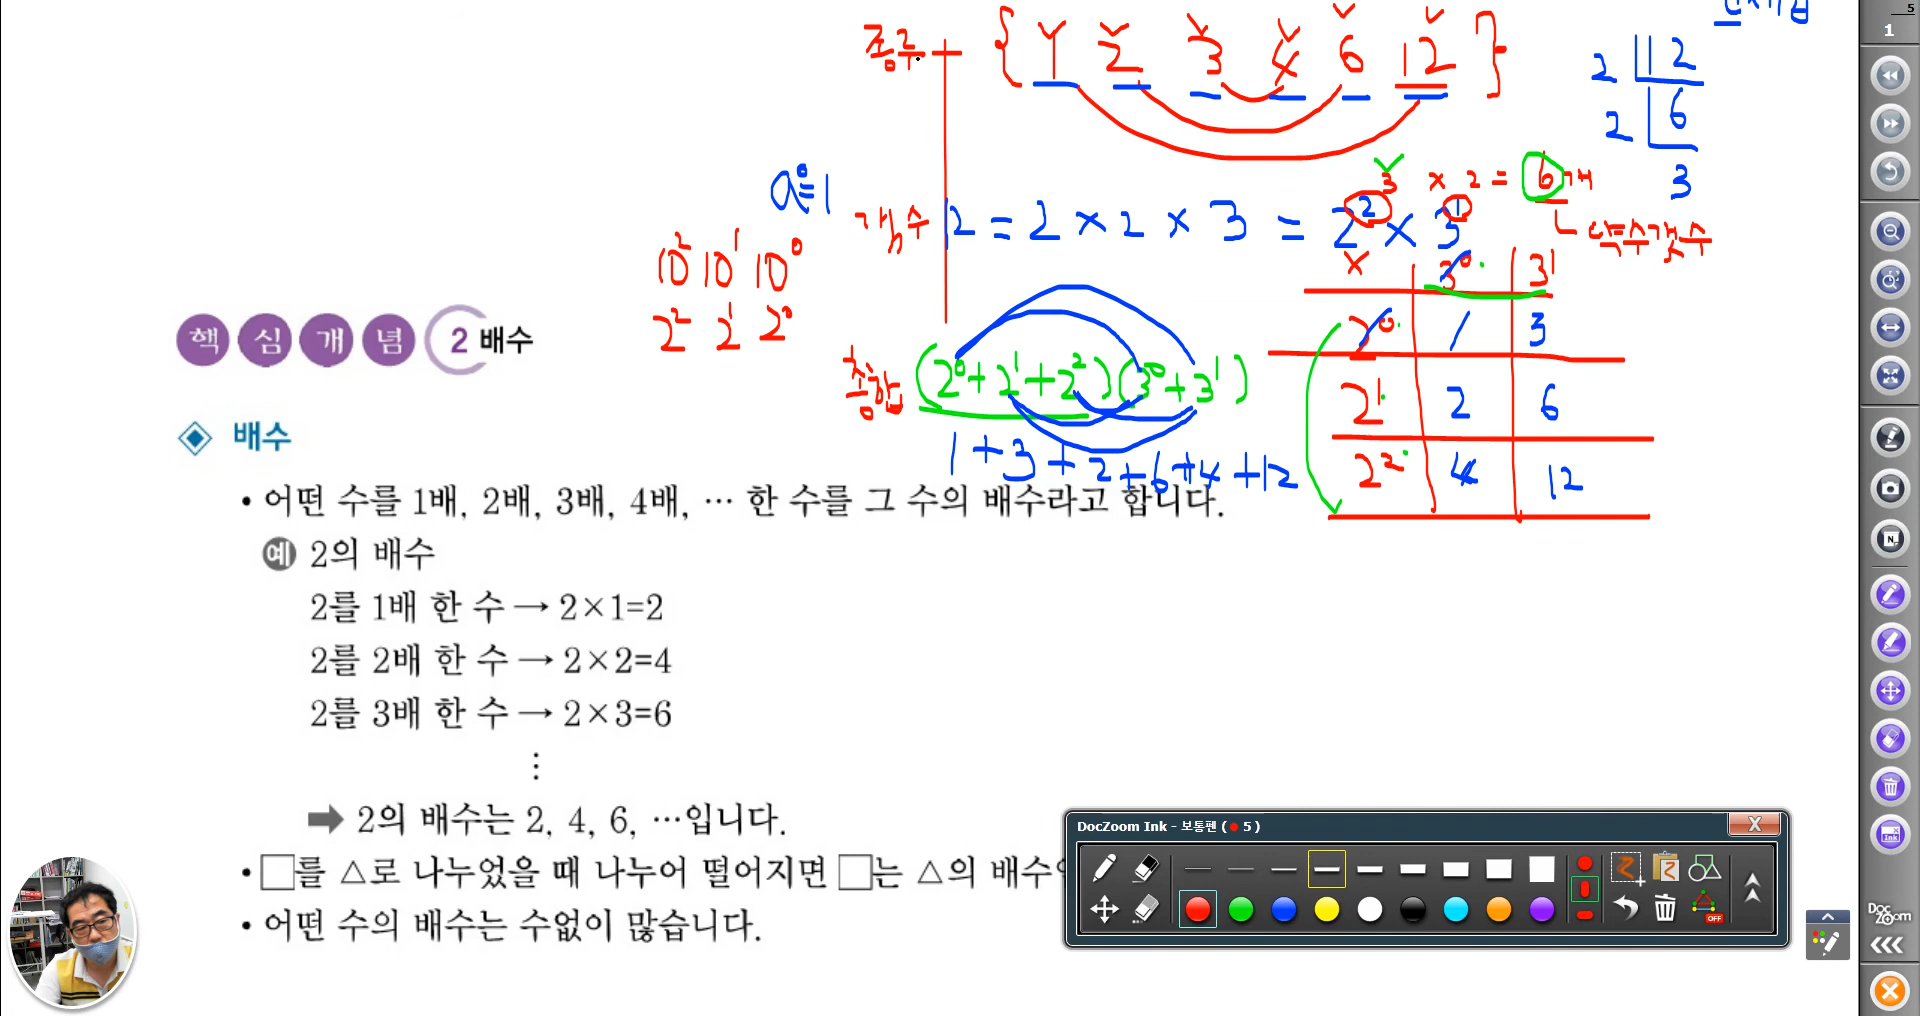 5
1
종류 { 1 2 3 4 6 12 }
2 12
2 6
3
a⁰=1
3 × 2 = 6개
갯수 12 = 2 × 2 × 3 = 2² × 3¹
약수갯수
10² 10¹ 10⁰
2² 2¹ 2⁰
× 3⁰ 3¹
2⁰ 1 3
2¹ 2 6
2² 4 12
총합 (2⁰+2¹+2²)(3⁰+3¹)
1+3+2+6+4+12
핵심개념 2 배수
배수
• 어떤 수를 1배, 2배, 3배, 4배, … 한 수를 그 수의 배수라고 합니다.
예 2의 배수
2를 1배 한 수 → 2×1=2
2를 2배 한 수 → 2×2=4
2를 3배 한 수 → 2×3=6
⋮
➡ 2의 배수는 2, 4, 6, …입니다.
• □를 △로 나누었을 때 나누어 떨어지면 □는 △의 배수
• 어떤 수의 배수는 수없이 많습니다.
DocZoom Ink - 보통펜 ( 5 )
X
OFF
N
Ink
Doc
Zoom